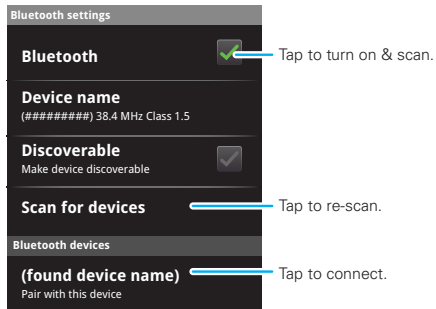 Bluetooth settings
Bluetooth
Tap to turn on & scan.
Device name
(#########) 38.4 MHz Class 1.5
Discoverable
Make device discoverable
Scan for devices
Tap to re-scan.
Bluetooth devices
(found device name)
Tap to connect.
Pair with this device